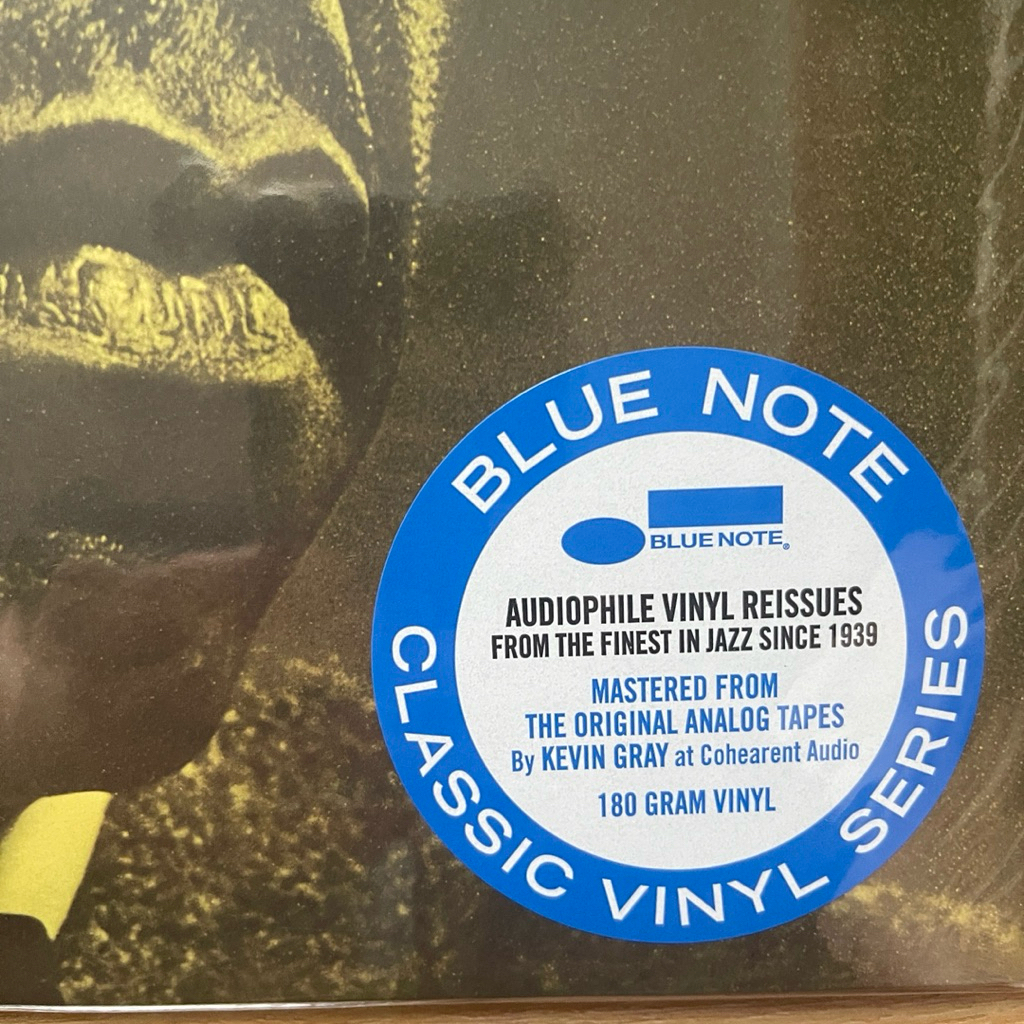 BLUE NOTE
BLUE NOTE®
AUDIOPHILE VINYL REISSUES
FROM THE FINEST IN JAZZ SINCE 1939
MASTERED FROM
THE ORIGINAL ANALOG TAPES
By KEVIN GRAY at Cohearent Audio
180 GRAM VINYL
CLASSIC VINYL SERIES